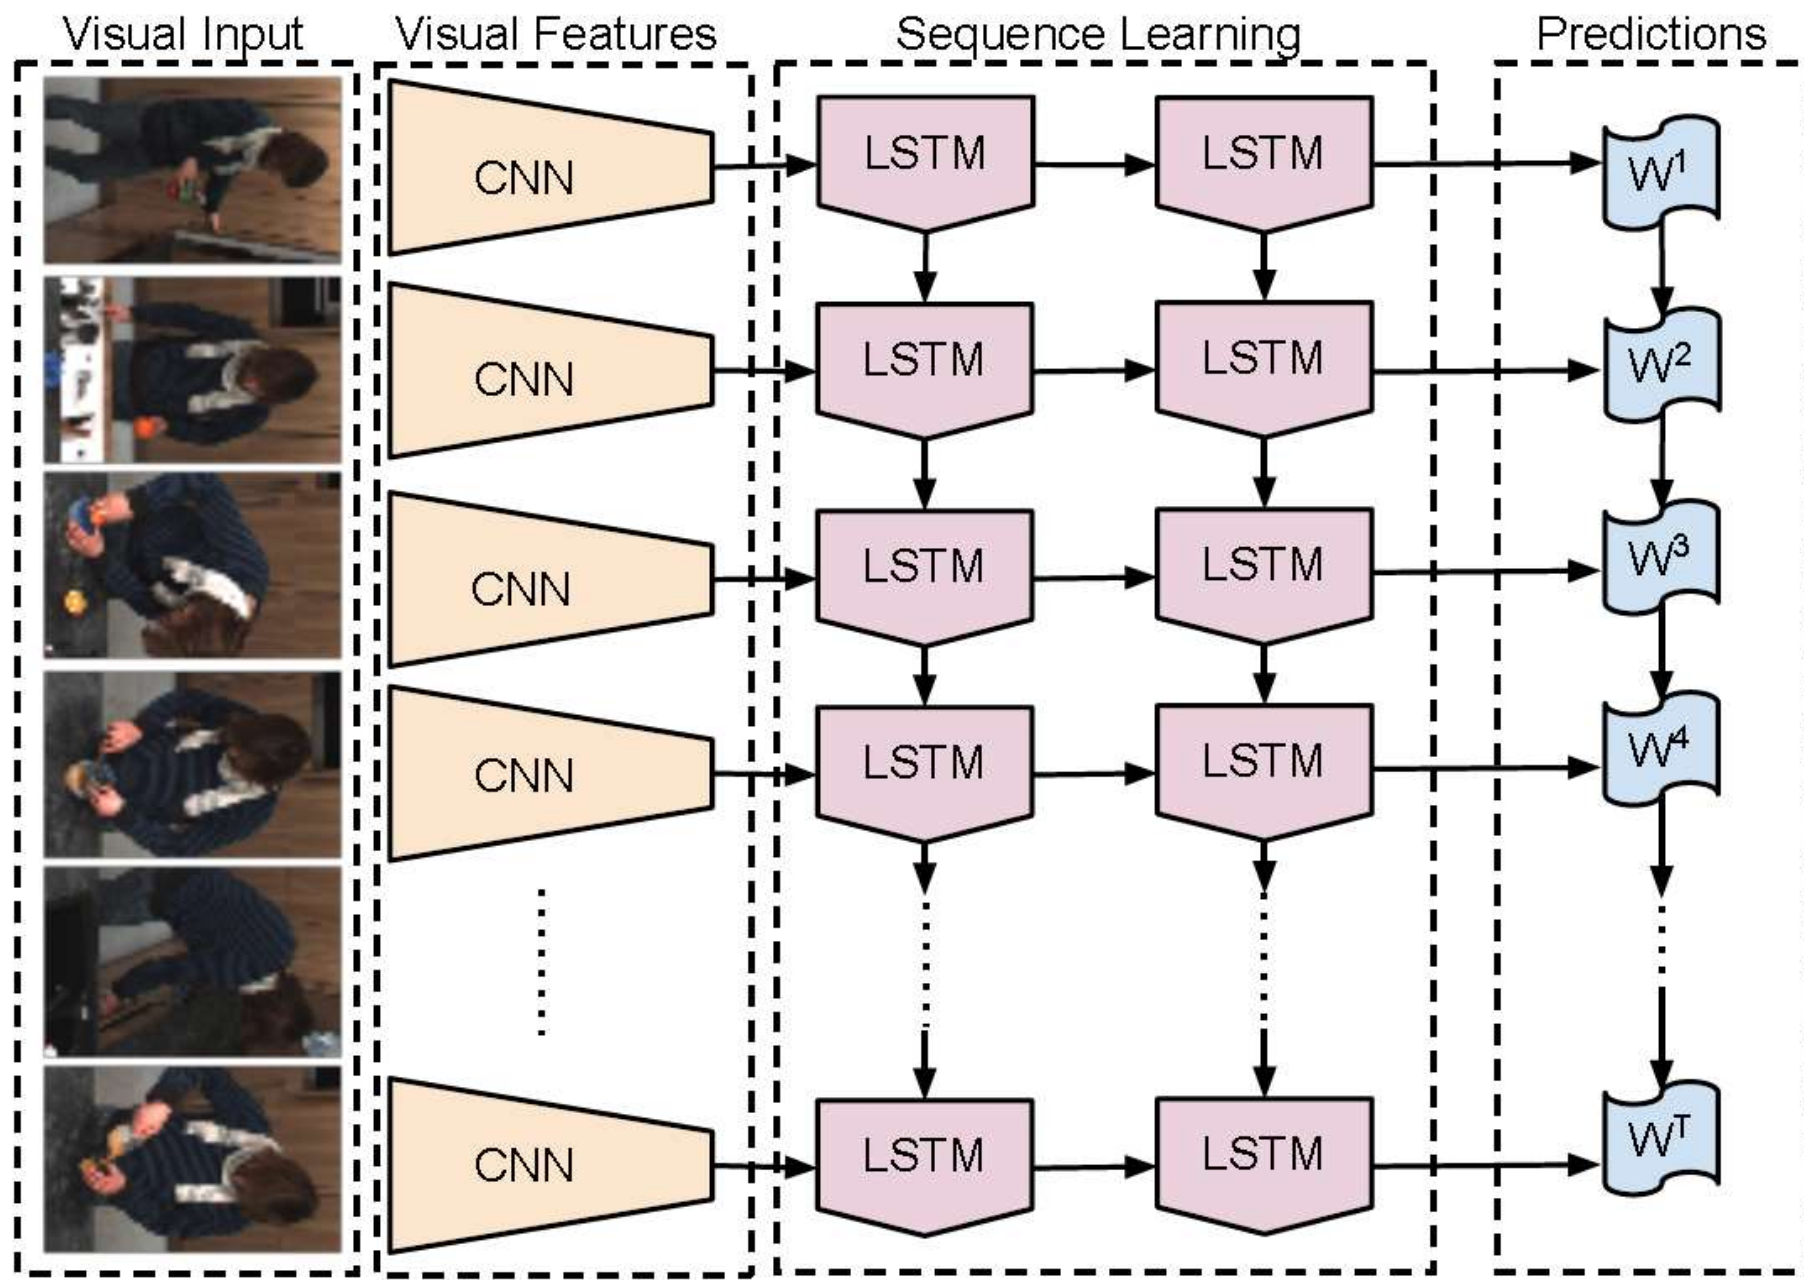 Visual Input Visual Features Sequence Learning Predictions
CNN LSTM LSTM W¹
CNN LSTM LSTM W²
CNN LSTM LSTM W³
CNN LSTM LSTM W⁴
CNN LSTM LSTM Wᵀ